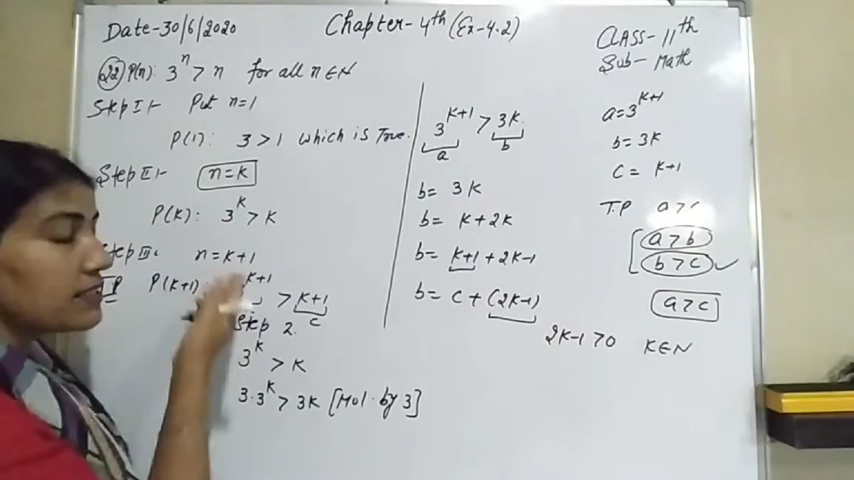 Date-30/6/2020
Chapter-4th (Ex-4.2)
CLASS-11th
Sub-Math
22 P(n): 3^n > n for all n∈N
Step I:- Put n=1
P(1): 3 > 1 which is True.
Step II:- n=k
P(k): 3^k > k
Step III: n=k+1
TP P(k+1): k+1 > k+1
c
Step 2.
3^k > k
3·3^k > 3k [Mol. by 3]
3^k+1 > 3k
a b
b = 3k
b = k+2k
b = k+1 + 2k-1
b = c + (2k-1)
2k-1 > 0 k∈N
a=3^k+1
b=3k
c = k+1
T.P a>c
a>b
b>c ✓
a>c